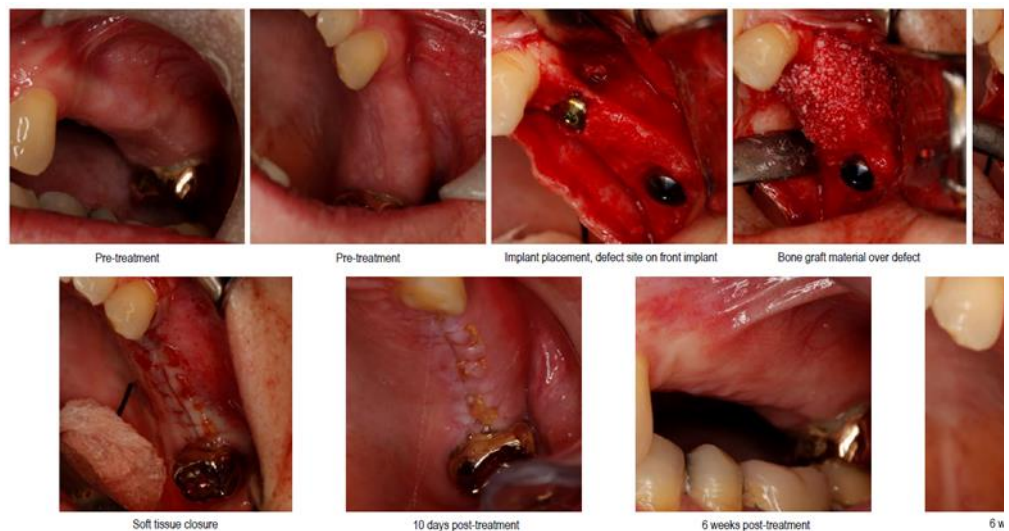 Pre-treatment
Pre-treatment
Implant placement, defect site on front implant
Bone graft material over defect
Soft tissue closure
10 days post-treatment
6 weeks post-treatment
6 w